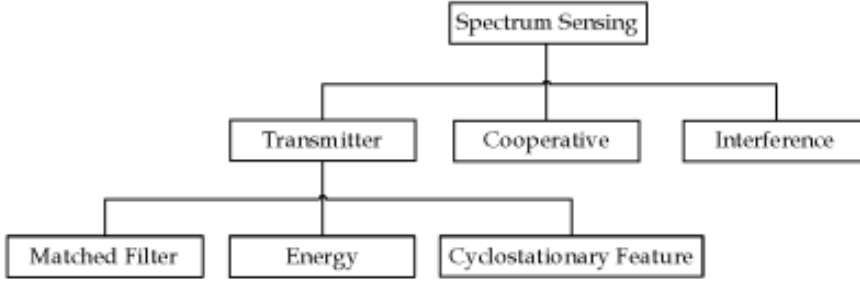 Spectrum Sensing
Transmitter
Cooperative
Interference
Matched Filter
Energy
Cyclostationary Feature